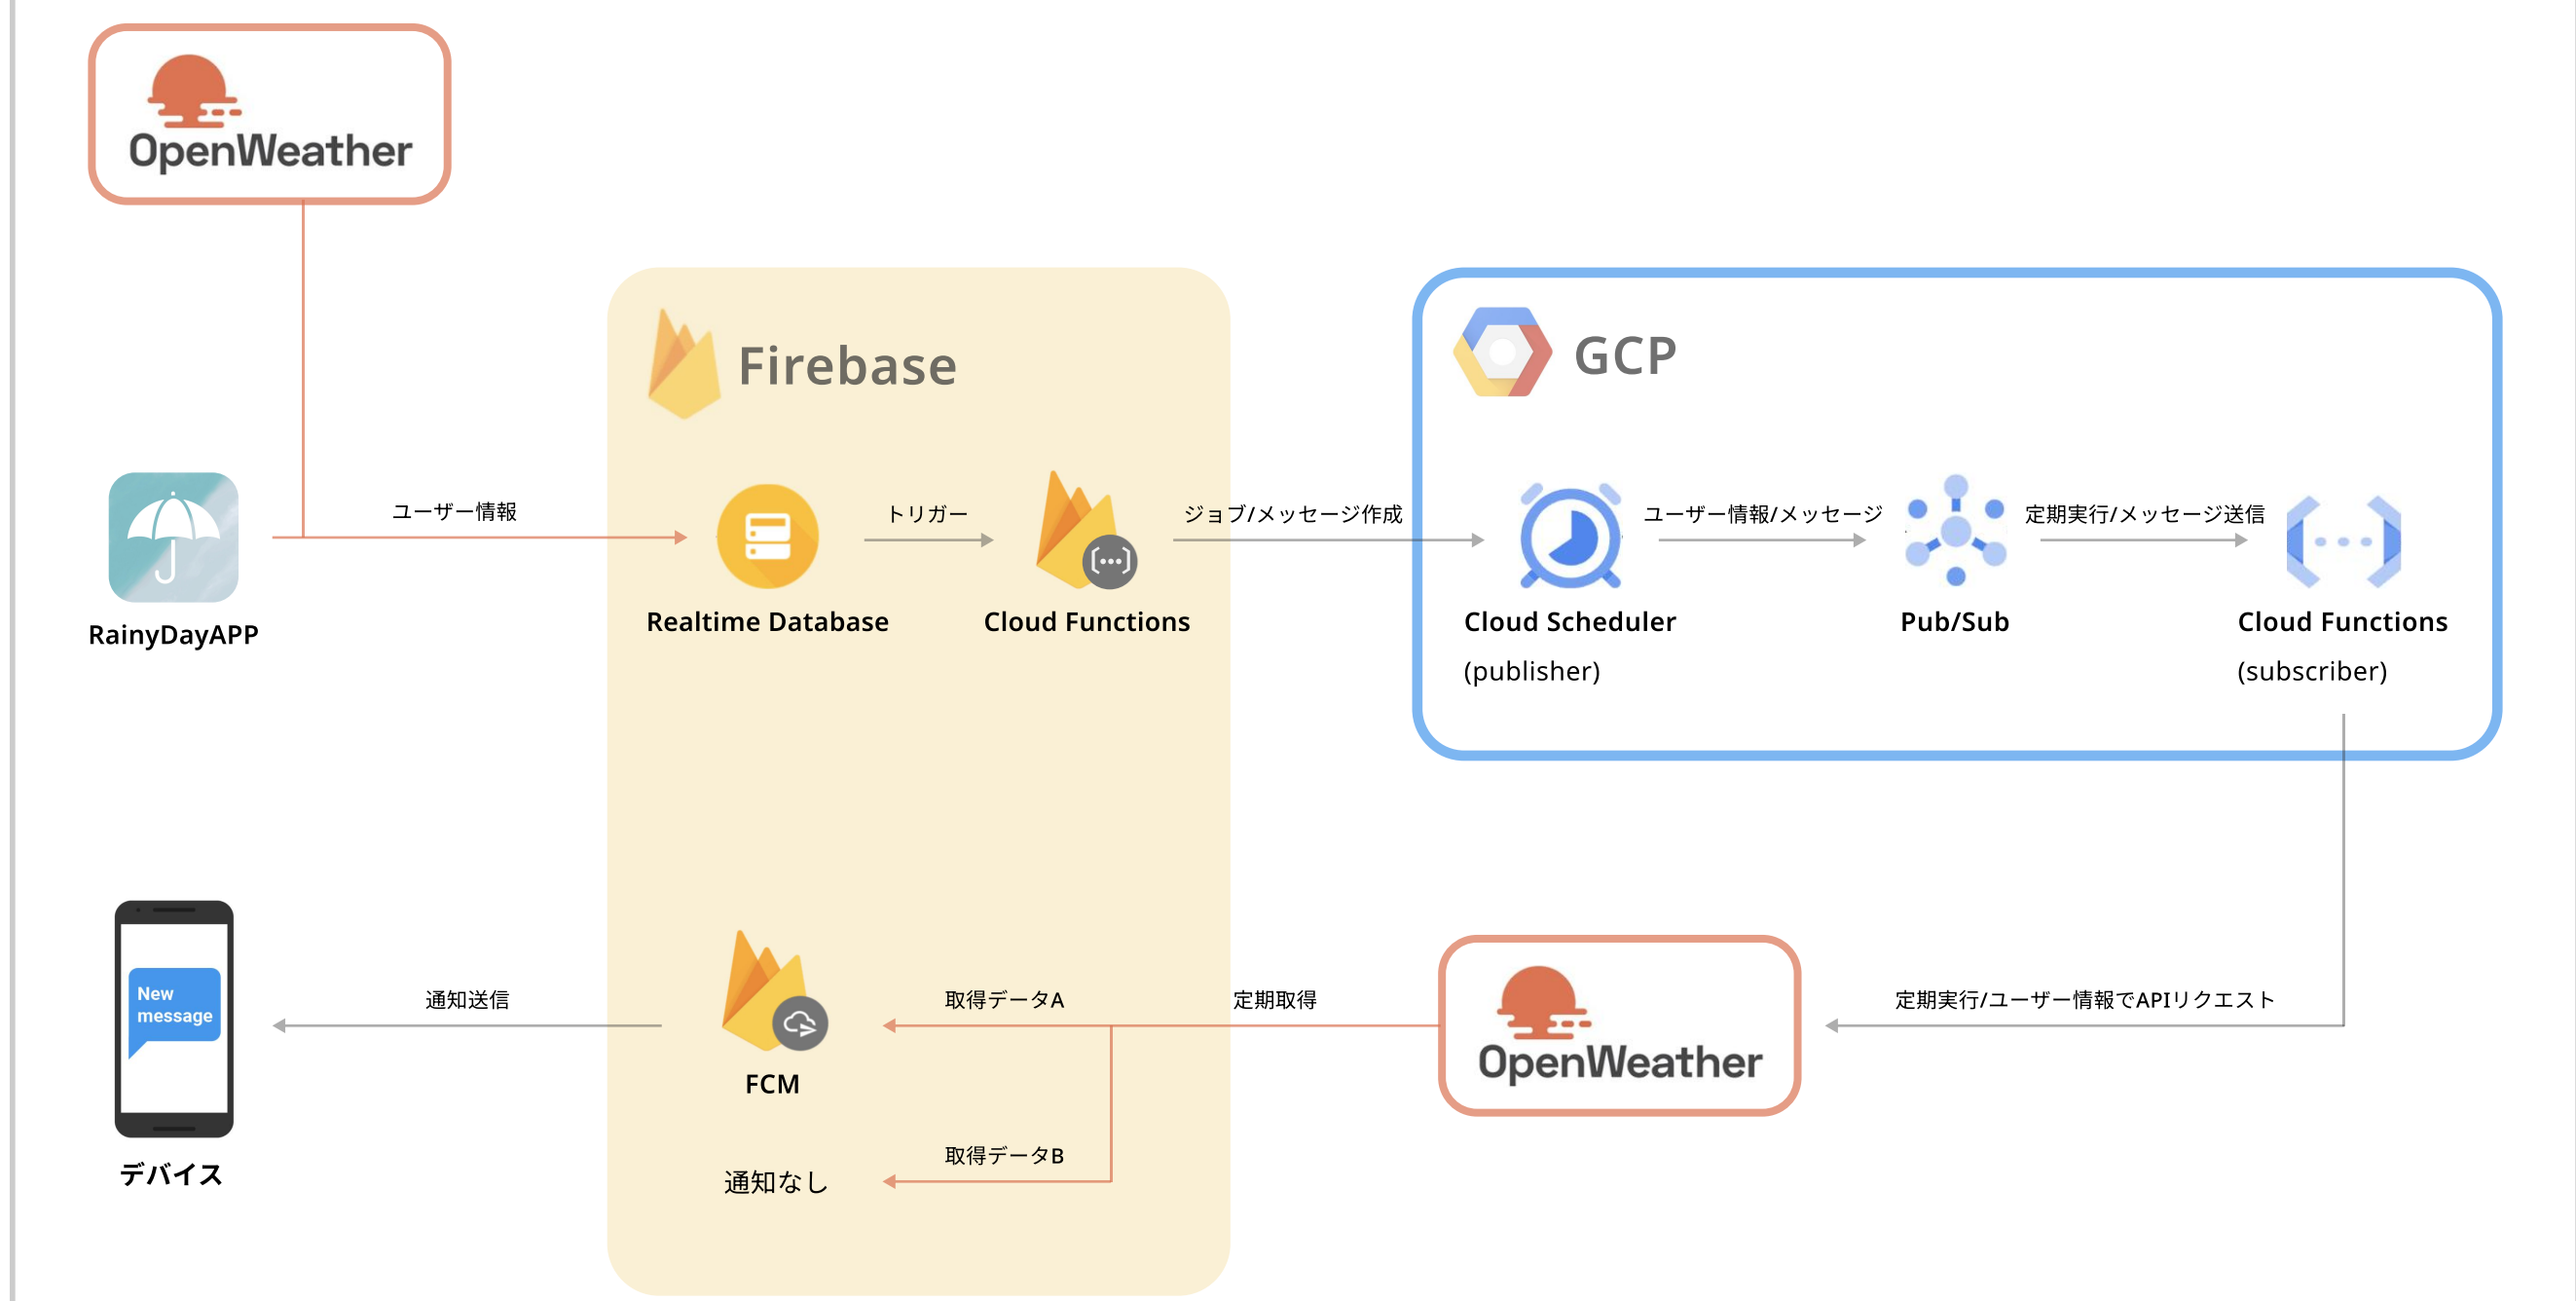 OpenWeather
Firebase
GCP
ユーザー情報
トリガー
ジョブ/メッセージ作成
ユーザー情報/メッセージ
定期実行/メッセージ送信
RainyDayAPP
Realtime Database
Cloud Functions
Cloud Scheduler
(publisher)
Pub/Sub
Cloud Functions
(subscriber)
New
message
デバイス
通知送信
FCM
取得データA
定期取得
OpenWeather
定期実行/ユーザー情報でAPIリクエスト
取得データB
通知なし